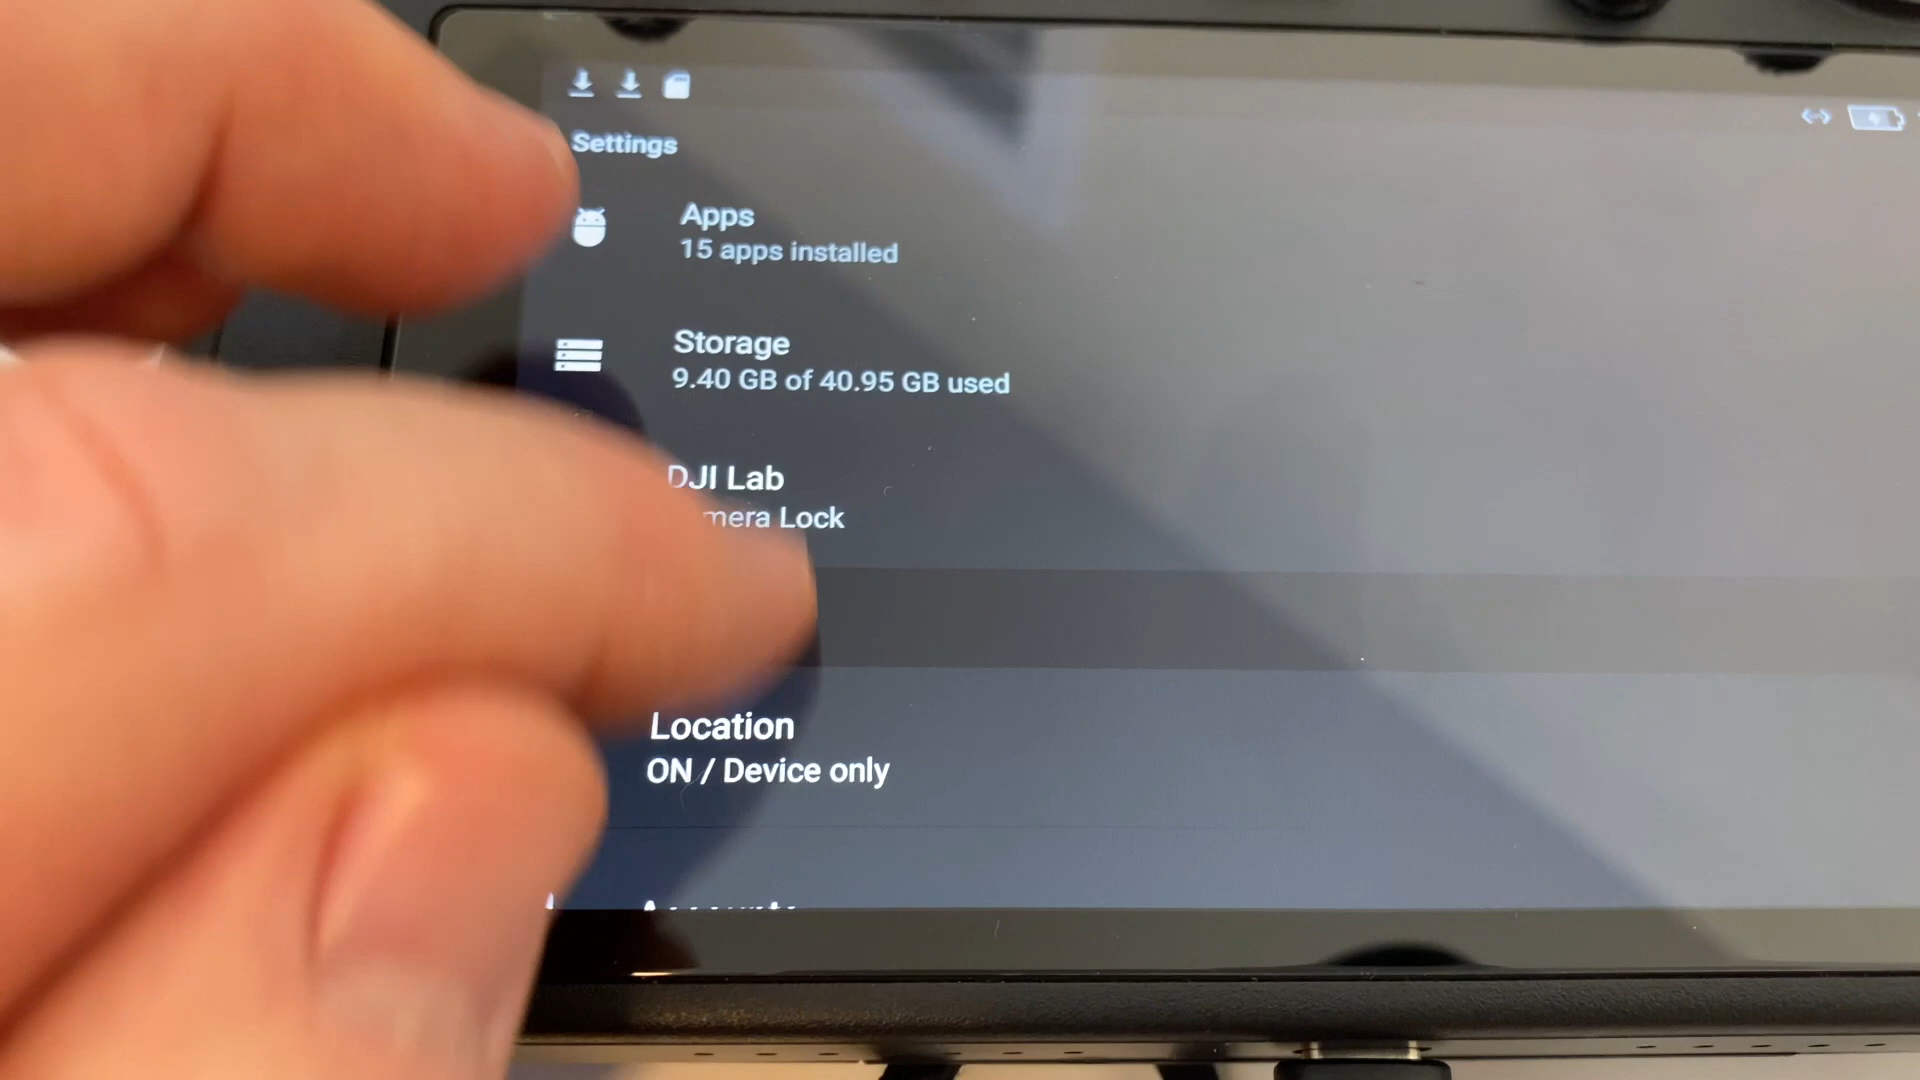 Settings
Apps
15 apps installed
Storage
9.40 GB of 40.95 GB used
DJI Lab
Lock
Location
ON / Device only